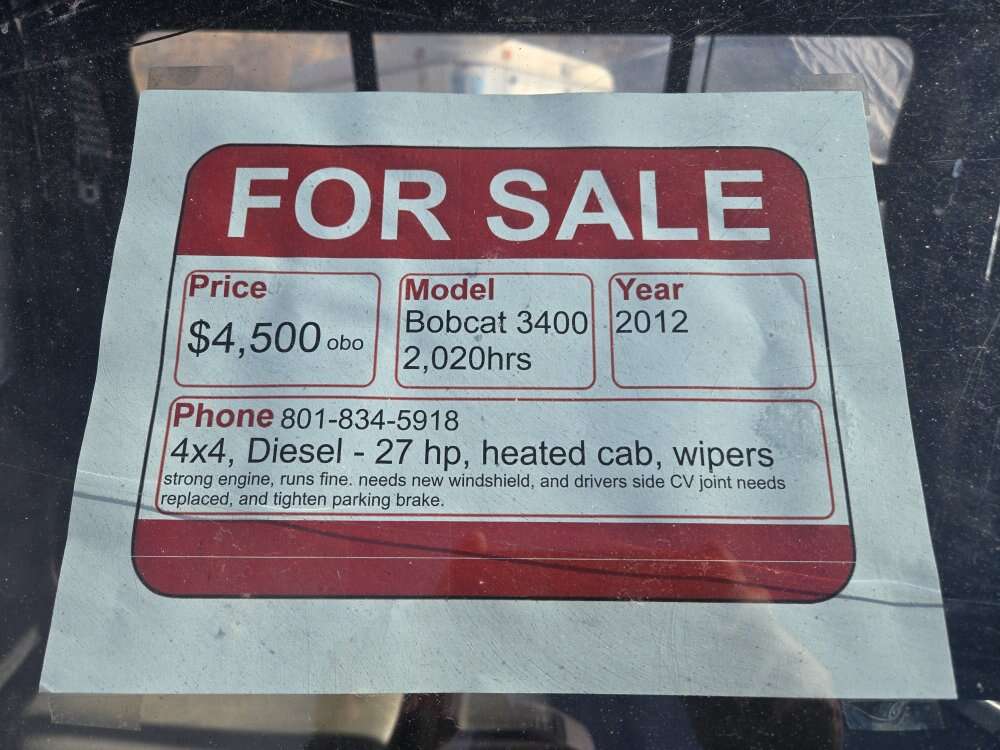 FOR SALE
Price
$4,500 obo
Model
Bobcat 3400
2,020hrs
Year
2012
Phone 801-834-5918
4x4, Diesel - 27 hp, heated cab, wipers
strong engine, runs fine. needs new windshield, and drivers side CV joint needs
replaced, and tighten parking brake.